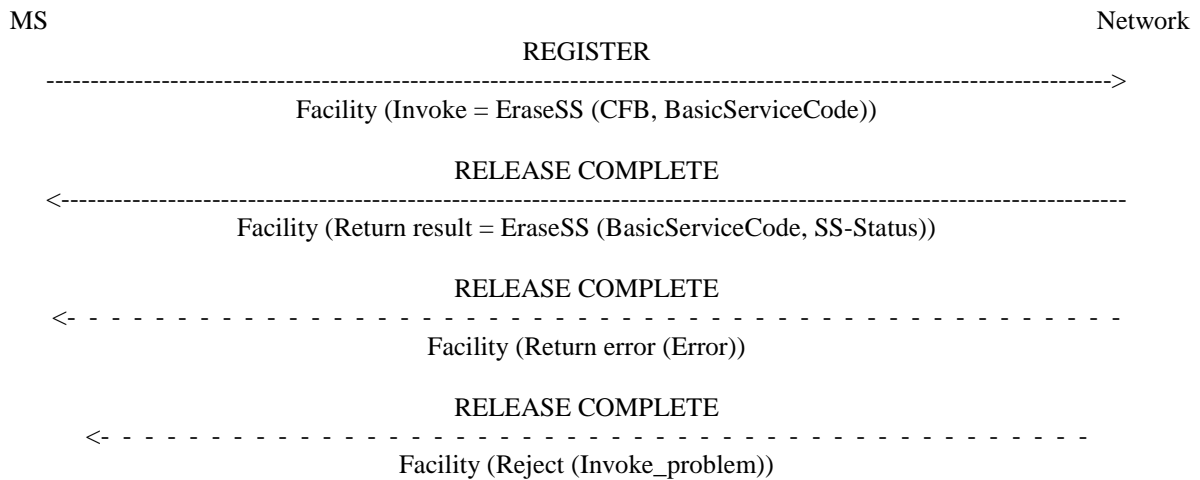 MS Network
REGISTER
------------------------------------------------------------------------------------------------------------------------>
Facility (Invoke = EraseSS (CFB, BasicServiceCode))
RELEASE COMPLETE
<------------------------------------------------------------------------------------------------------------------------
Facility (Return result = EraseSS (BasicServiceCode, SS-Status))
RELEASE COMPLETE
<- - - - - - - - - - - - - - - - - - - - - - - - - - - - - - - - - - - - - - - - - - - - -
Facility (Return error (Error))
RELEASE COMPLETE
<- - - - - - - - - - - - - - - - - - - - - - - - - - - - - - - - - - - - - - - - - -
Facility (Reject (Invoke_problem))